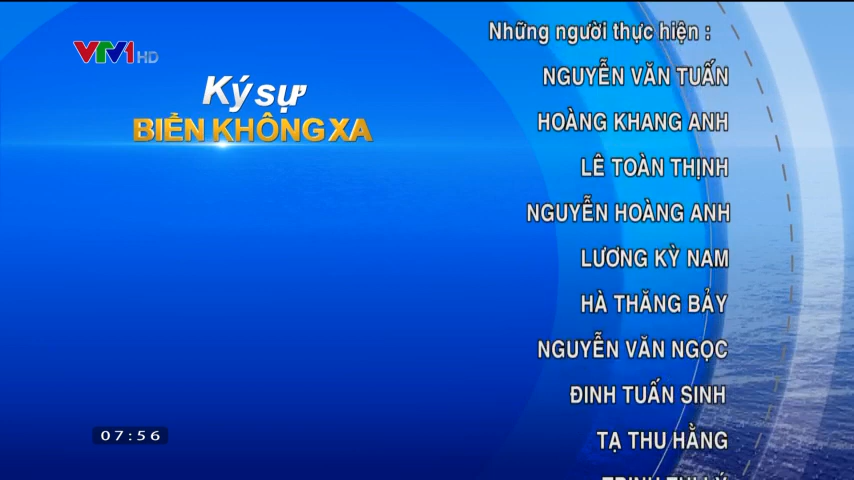 VTV1 HD
Ký sự
BIỂN KHÔNG XA
Những người thực hiện :
NGUYỄN VĂN TUẤN
HOÀNG KHANG ANH
LÊ TOÀN THỊNH
NGUYỄN HOÀNG ANH
LƯƠNG KỲ NAM
HÀ THĂNG BẢY
NGUYỄN VĂN NGỌC
ĐINH TUẤN SINH
TẠ THU HẰNG
07:56